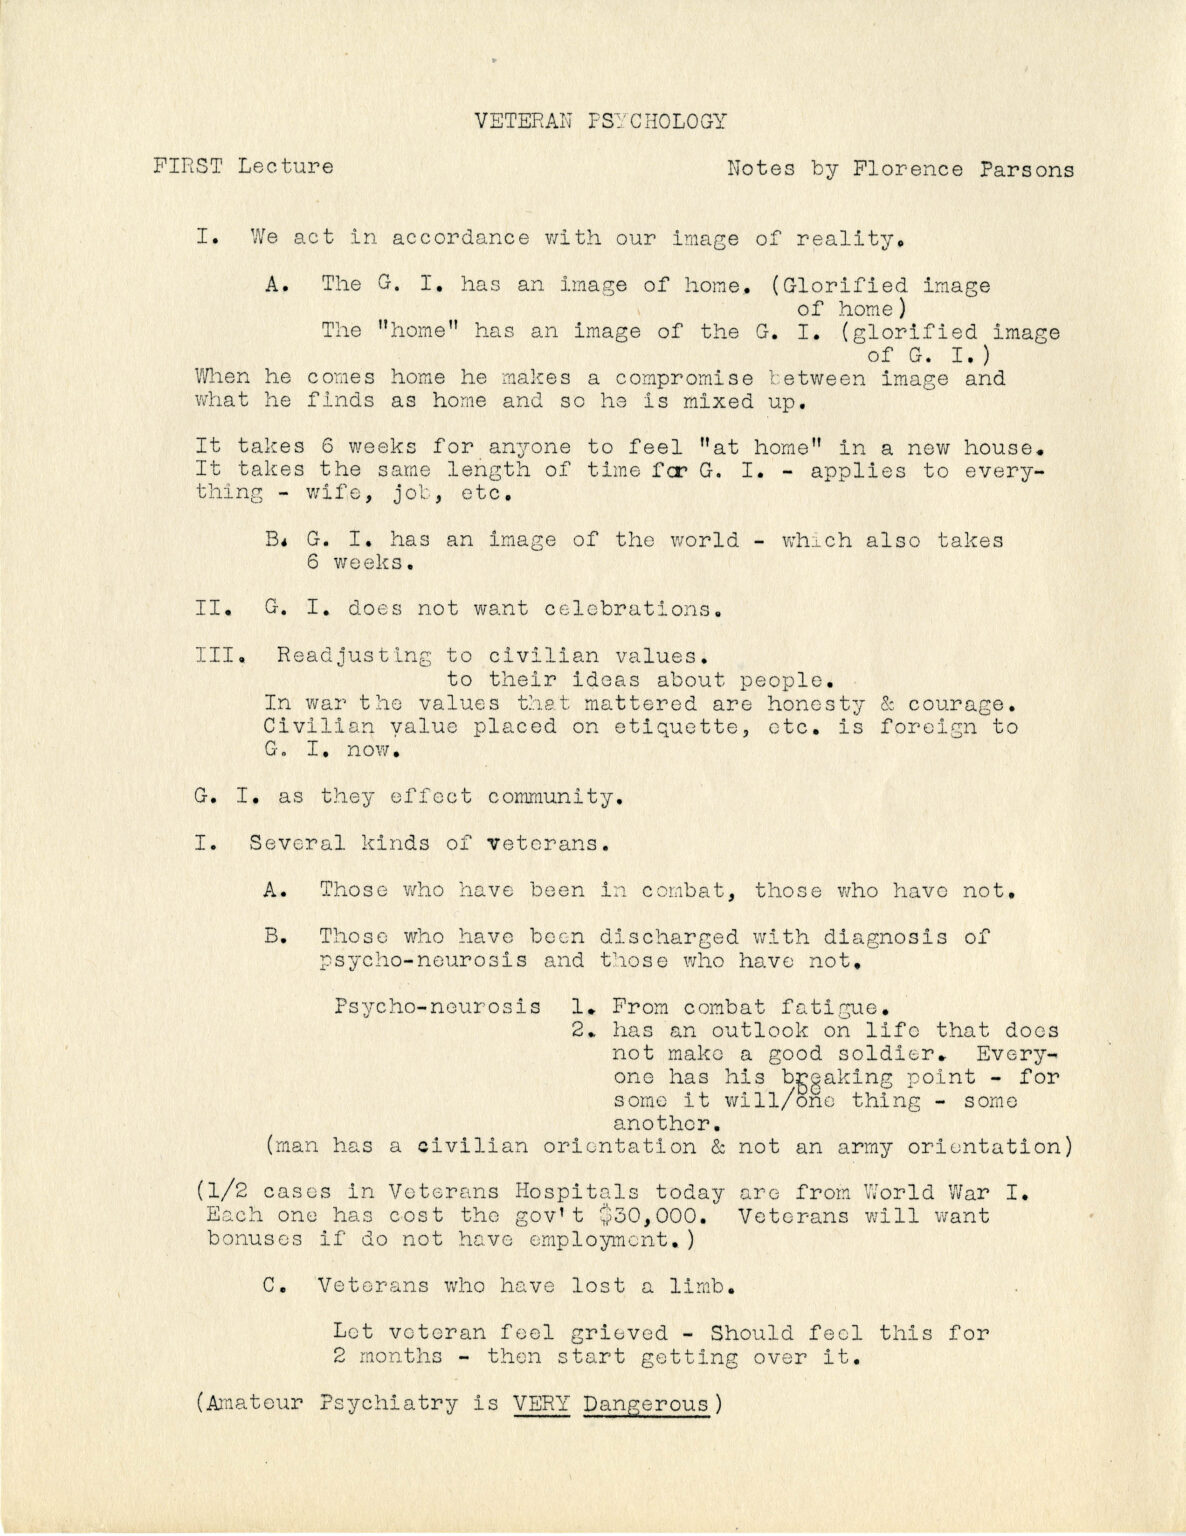 VETERAN PSYCHOLOGY
FIRST Lecture
Notes by Florence Parsons
I. We act in accordance with our image of reality.
A. The G. I. has an image of home. (Glorified image
of home)
The "home" has an image of the G. I. (glorified image
of G. I.)
When he comes home he makes a compromise between image and
what he finds as home and so he is mixed up.
It takes 6 weeks for anyone to feel "at home" in a new house.
It takes the same length of time for G. I. - applies to every-
thing - wife, job, etc.
B. G. I. has an image of the world - which also takes
6 weeks.
II. G. I. does not want celebrations.
III. Readjusting to civilian values.
to their ideas about people.
In war the values that mattered are honesty & courage.
Civilian value placed on etiquette, etc. is foreign to
G. I. now.
G. I. as they effect community.
I. Several kinds of veterans.
A. Those who have been in combat, those who have not.
B. Those who have been discharged with diagnosis of
psycho-neurosis and those who have not.
Psycho-neurosis 1. From combat fatigue.
2. has an outlook on life that does
not make a good soldier. Every-
one has his breaking point - for
be
some it will/one thing - some
another.
(man has a civilian orientation & not an army orientation)
(1/2 cases in Veterans Hospitals today are from World War I.
Each one has cost the gov't $30,000. Veterans will want
bonuses if do not have employment.)
C. Veterans who have lost a limb.
Let veteran feel grieved - Should feel this for
2 months - then start getting over it.
(Amateur Psychiatry is VERY Dangerous)